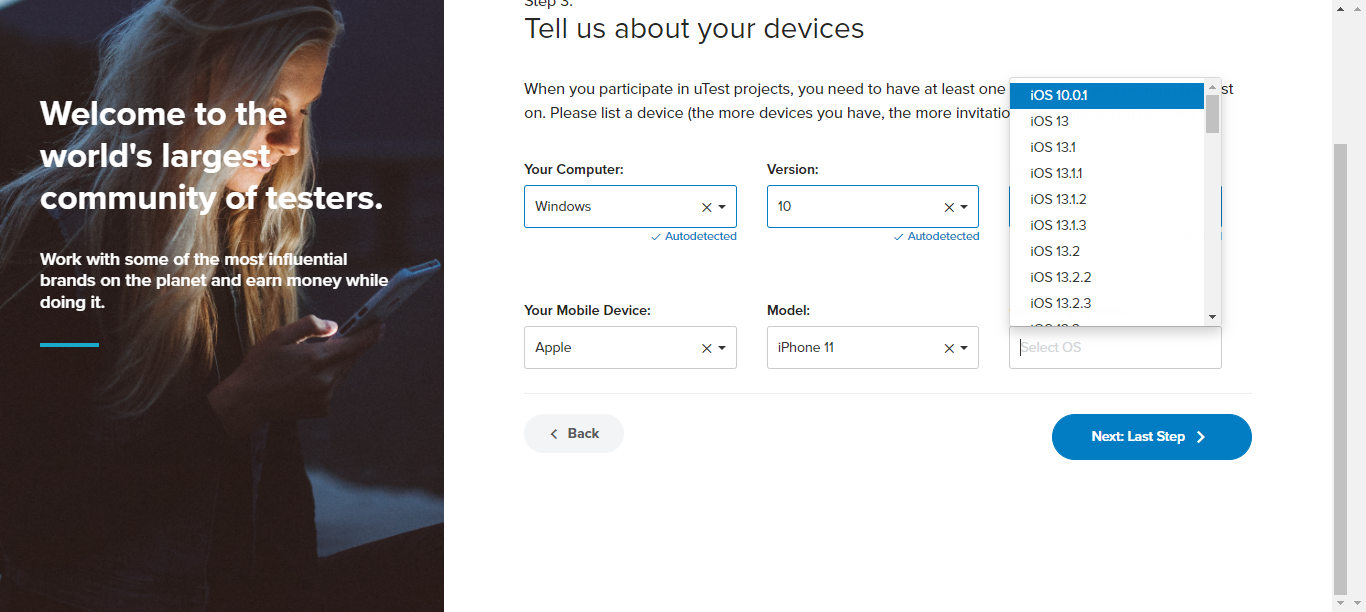 Welcome to the
world's largest
community of testers.
Work with some of the most influential
brands on the planet and earn money while
doing it.
Step 3:
Tell us about your devices
When you participate in uTest projects, you need to have at least one
st
on. Please list a device (the more devices you have, the more invitatio
Your Computer:
Version:
Windows
10
Autodetected
Autodetected
iOS 10.0.1
iOS 13
iOS 13.1
iOS 13.1.1
iOS 13.1.2
iOS 13.1.3
iOS 13.2
iOS 13.2.2
iOS 13.2.3
Your Mobile Device:
Model:
Apple
iPhone 11
Select OS
Back
Next: Last Step